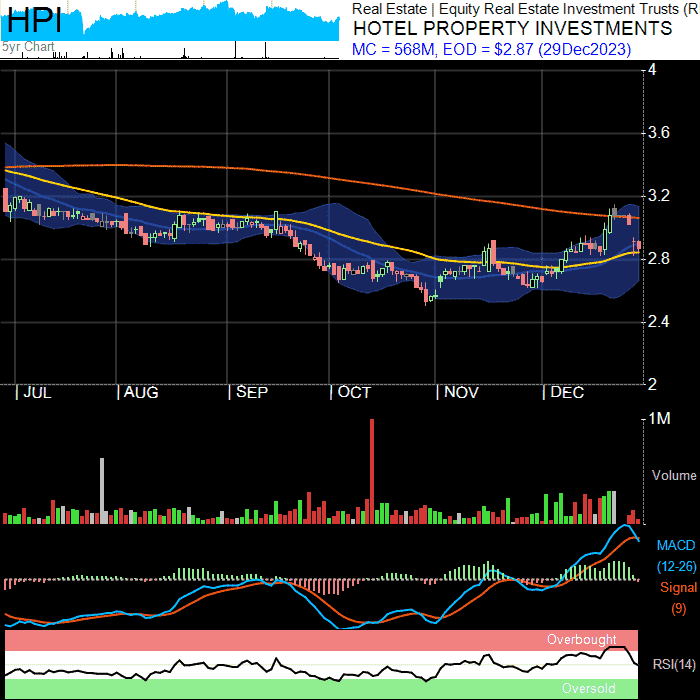 HPI
5yr Chart
Real Estate | Equity Real Estate Investment Trusts (R
HOTEL PROPERTY INVESTMENTS
MC = 568M, EOD = $2.87 (29Dec2023)
4
3.6
3.2
2.8
2.4
2
| JUL | AUG | SEP | OCT | NOV | DEC
1M
Volume
MACD
(12-26)
Signal
(9)
Overbought
RSI(14)
Oversold